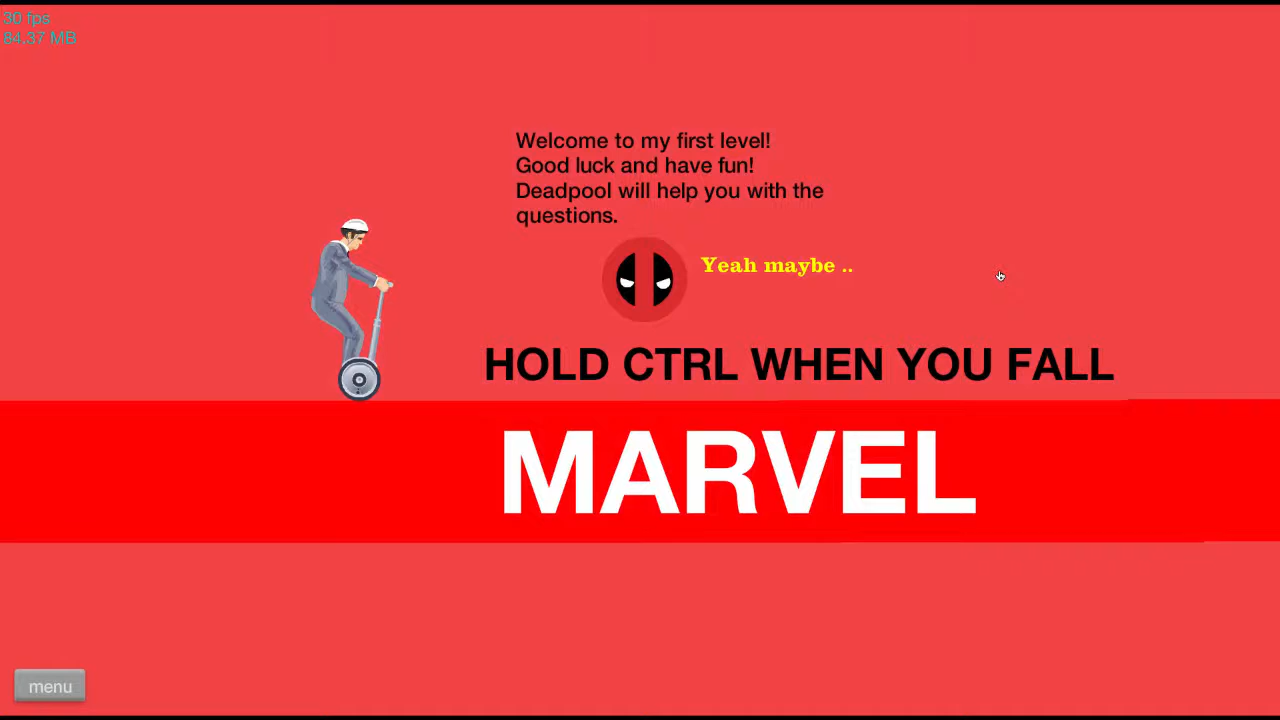 30 fps
84.37 MB
Welcome to my first level!
Good luck and have fun!
Deadpool will help you with the
questions.
Yeah maybe ..
HOLD CTRL WHEN YOU FALL
MARVEL
menu